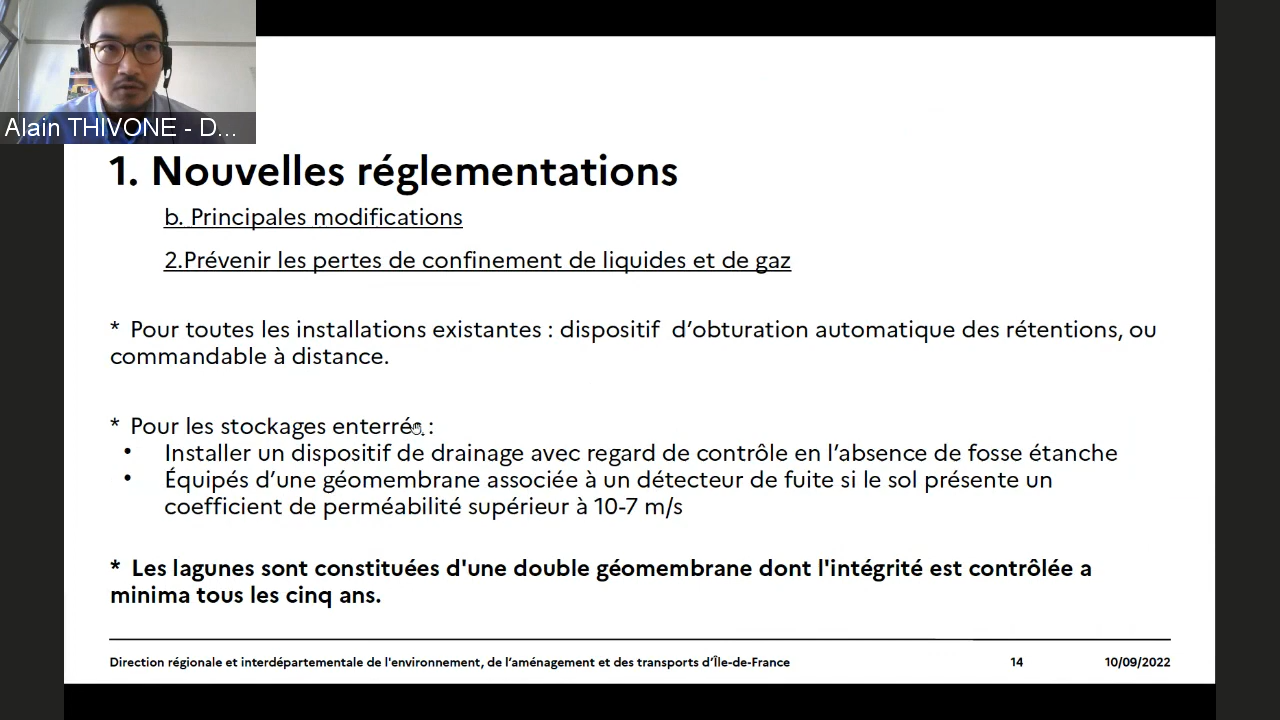 Alain THIVONE - D...
1. Nouvelles réglementations
b. Principales modifications
2.Prévenir les pertes de confinement de liquides et de gaz
* Pour toutes les installations existantes : dispositif d’obturation automatique des rétentions, ou
commandable à distance.
* Pour les stockages enterrés :
• Installer un dispositif de drainage avec regard de contrôle en l’absence de fosse étanche
• Équipés d’une géomembrane associée à un détecteur de fuite si le sol présente un
coefficient de perméabilité supérieur à 10-7 m/s
* Les lagunes sont constituées d'une double géomembrane dont l'intégrité est contrôlée a
minima tous les cinq ans.
Direction régionale et interdépartementale de l'environnement, de l’aménagement et des transports d’Île-de-France 14 10/09/2022